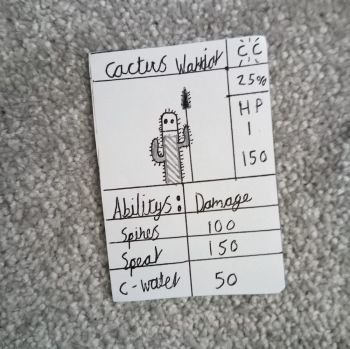 Cactus Warrior
CC
25%
HP
1
150
Abilitys: Damage
Spikes 100
Spear 150
C-water 50